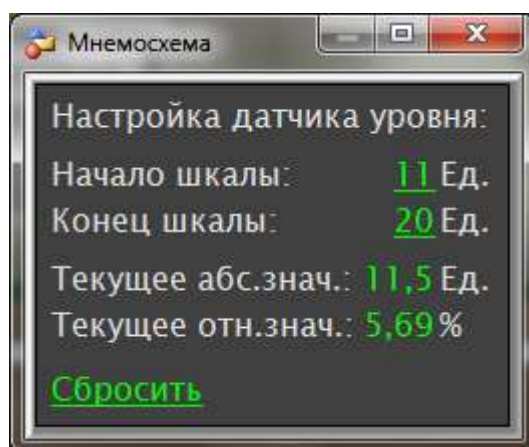 Мнемосхема
Настройка датчика уровня:
Начало шкалы: 11 Ед.
Конец шкалы: 20 Ед.
Текущее абс.знач.: 11,5 Ед.
Текущее отн.знач.: 5,69 %
Сбросить